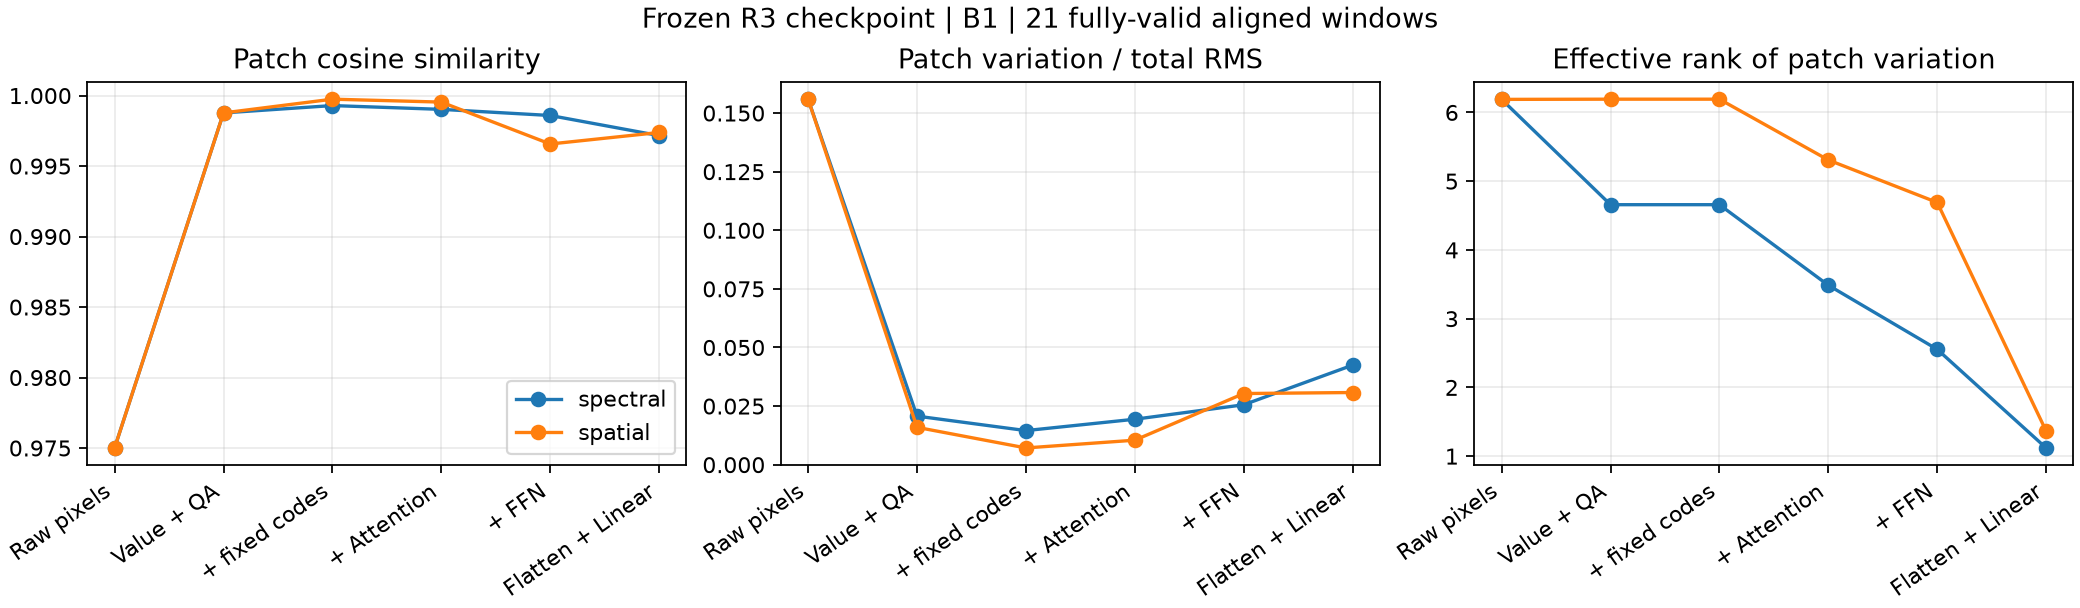 Frozen R3 checkpoint | B1 | 21 fully-valid aligned windows
Patch cosine similarity
1.000
0.995
0.990
0.985
0.980
0.975
spectral
spatial
Raw pixels
Value + QA
+ fixed codes
+ Attention
+ FFN
Flatten + Linear
Patch variation / total RMS
0.150
0.125
0.100
0.075
0.050
0.025
0.000
Raw pixels
Value + QA
+ fixed codes
+ Attention
+ FFN
Flatten + Linear
Effective rank of patch variation
6
5
4
3
2
1
Raw pixels
Value + QA
+ fixed codes
+ Attention
+ FFN
Flatten + Linear